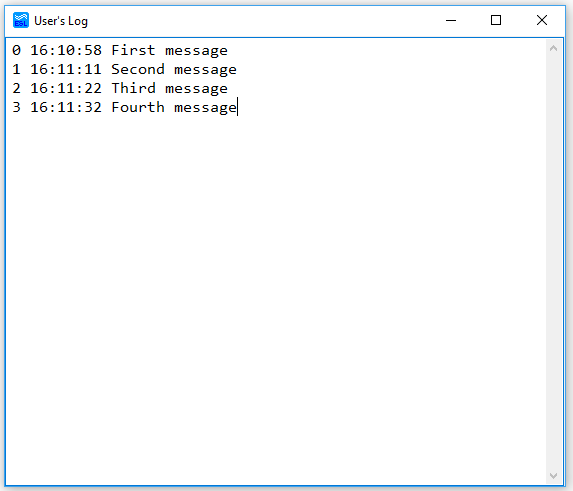 User's Log
0 16:10:58 First message
1 16:11:11 Second message
2 16:11:22 Third message
3 16:11:32 Fourth message